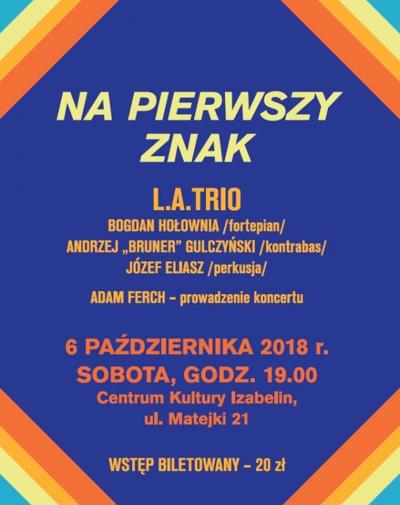 NA PIERWSZY
ZNAK
L.A.TRIO
BOGDAN HOŁOWNIA /fortepian/
ANDRZEJ „BRUNER” GULCZYŃSKI /kontrabas/
JÓZEF ELIASZ /perkusja/
ADAM FERCH – prowadzenie koncertu
6 PAŹDZIERNIKA 2018 r.
SOBOTA, GODZ. 19.00
Centrum Kultury Izabelin,
ul. Matejki 21
WSTĘP BILETOWANY – 20 zł